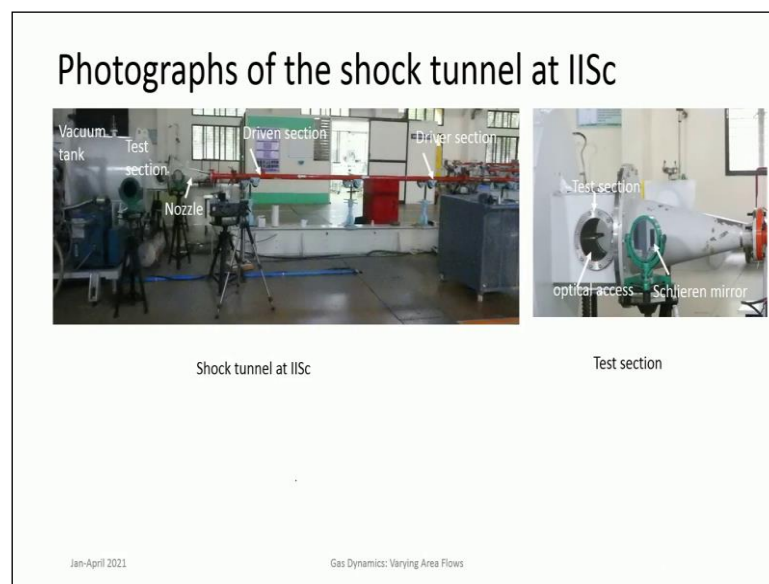 Photographs of the shock tunnel at IISc
Vacuum
tank
Test
section
Nozzle
Driven section
Driver section
Test section
optical access
Schlieren mirror
Shock tunnel at IISc
Test section
Jan-April 2021
Gas Dynamics: Varying Area Flows